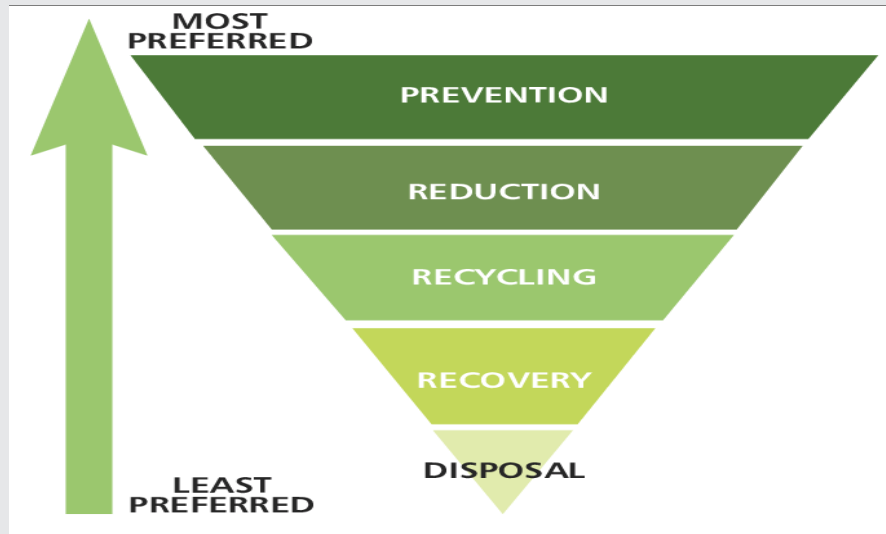 MOST
PREFERRED
PREVENTION
REDUCTION
RECYCLING
RECOVERY
DISPOSAL
LEAST
PREFERRED